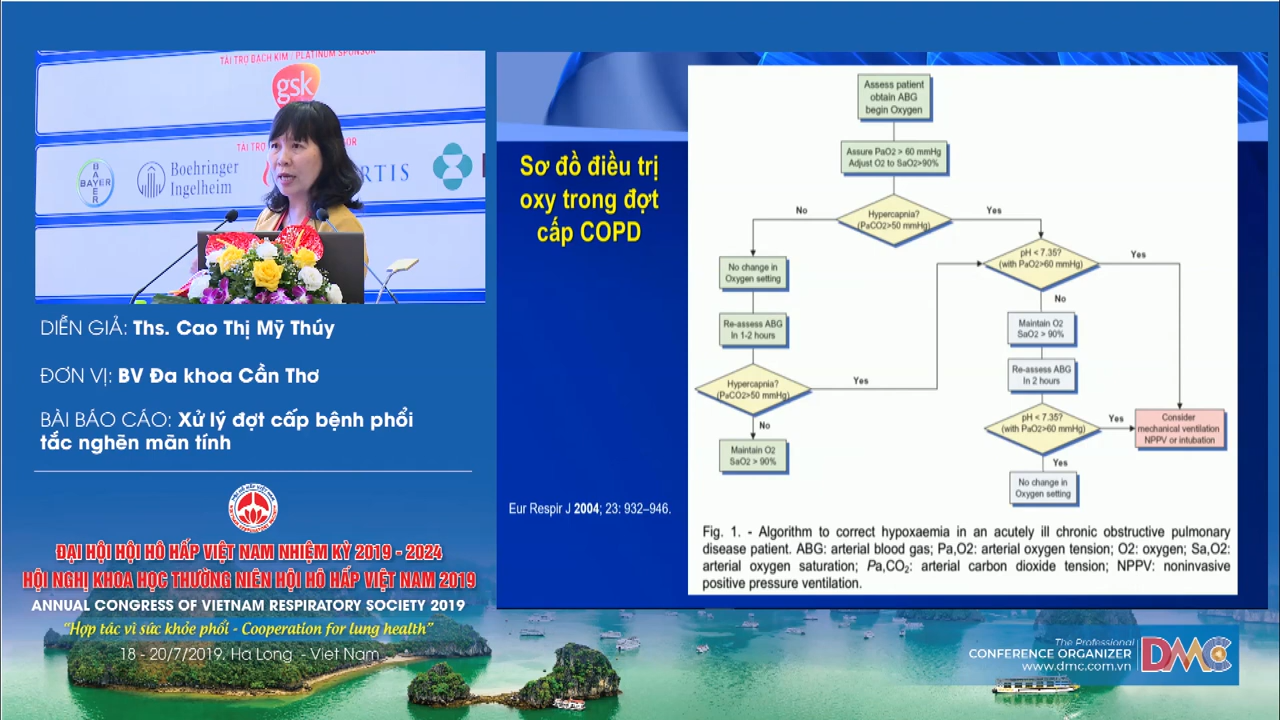 TÀI TRỢ ĐẠCH KIM / PLATINUM SPONSOR
gsk
TÀI TRỢ
SOR
BAYER
BAYER
Boehringer
Ingelheim
RTIS
DIỄN GIẢ: Ths. Cao Thị Mỹ Thúy
ĐƠN VỊ: BV Đa khoa Cần Thơ
BÀI BÁO CÁO: Xử lý đợt cấp bệnh phổi
tắc nghẽn mãn tính
ĐẠI HỘI HỘI HÔ HẤP VIỆT NAM NHIỆM KỲ 2019 - 2024
HỘI NGHỊ KHOA HỌC THƯỜNG NIÊN HỘI HÔ HẤP VIỆT NAM 2019
ANNUAL CONGRESS OF VIETNAM RESPIRATORY SOCIETY 2019
“Hợp tác vì sức khỏe phổi - Cooperation for lung health”
18 - 20/7/2019, Ha Long - Viet Nam
Sơ đồ điều trị
oxy trong đợt
cấp COPD
Eur Respir J 2004; 23: 932–946.
Assess patient
obtain ABG
begin Oxygen
Assure PaO2 > 60 mmHg
Adjust O2 to SaO2>90%
Hypercapnia?
(PaCO2>50 mmHg)
No
Yes
No change in
Oxygen setting
Re-assess ABG
In 1-2 hours
Hypercapnia?
(PaCO2>50 mmHg)
Yes
No
Maintain O2
SaO2 > 90%
pH < 7.35?
(with PaO2>60 mmHg)
Yes
No
Maintain O2
SaO2 > 90%
Re-assess ABG
In 2 hours
pH < 7.35?
(with PaO2>60 mmHg)
Yes
Consider
mechanical ventilation
NPPV or intubation
Yes
No change in
Oxygen setting
Fig. 1. - Algorithm to correct hypoxaemia in an acutely ill chronic obstructive pulmonary
disease patient. ABG: arterial blood gas; Pa,O2: arterial oxygen tension; O2: oxygen; Sa,O2:
arterial oxygen saturation; Pa,CO₂: arterial carbon dioxide tension; NPPV: noninvasive
positive pressure ventilation.
The Professional
CONFERENCE ORGANIZER
www.dmc.com.vn
DMC